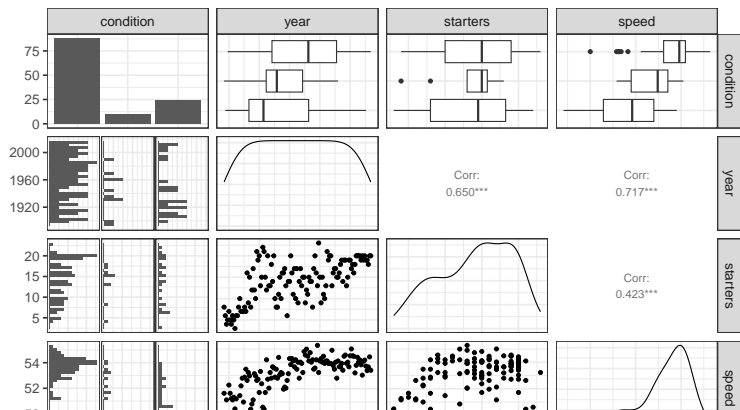 condition year starters speed
75
50
25
0
condition
2000
1960
1920
Corr:
0.650***
Corr:
0.717***
year
20
15
10
5
Corr:
0.423***
starters
54
52
speed